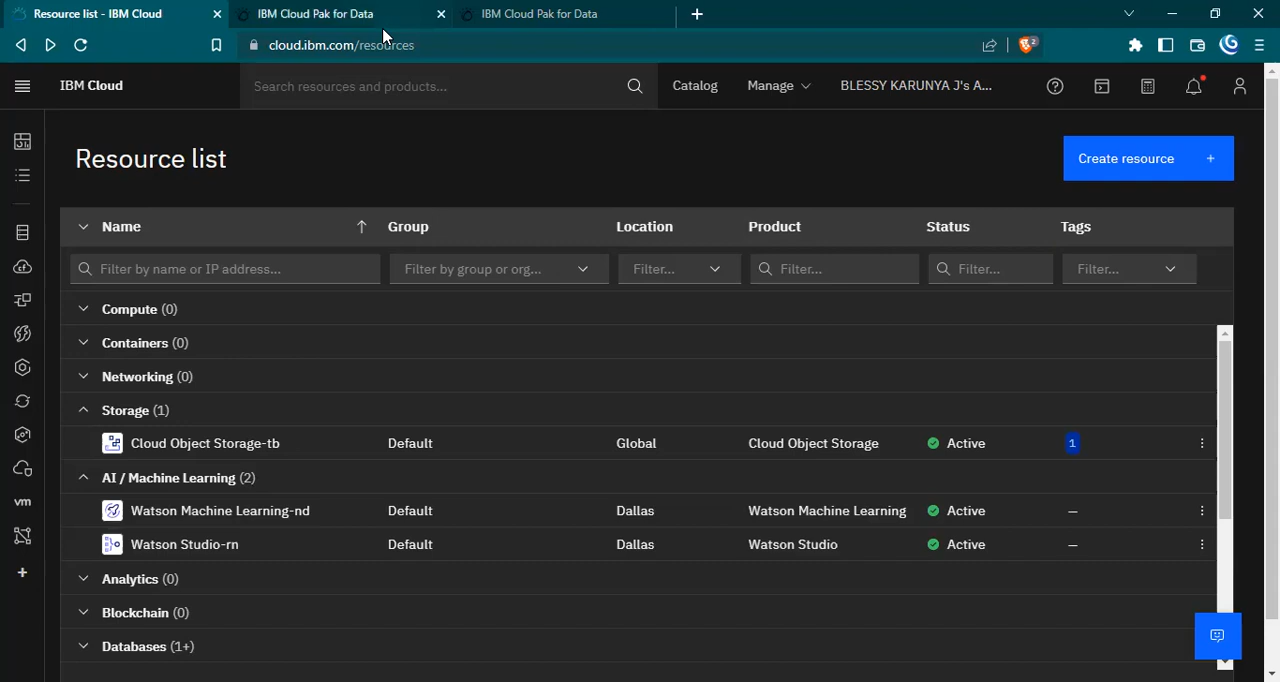 Resource list - IBM Cloud
IBM Cloud Pak for Data
IBM Cloud Pak for Data
cloud.ibm.com/resources
2
IBM Cloud
Search resources and products...
Catalog
Manage
BLESSY KARUNYA J's A...
Resource list
Create resource +
Name
Group
Location
Product
Status
Tags
Filter by name or IP address...
Filter by group or org...
Filter...
Filter...
Filter...
Filter...
Compute (0)
Containers (0)
Networking (0)
Storage (1)
Cloud Object Storage-tb
Default
Global
Cloud Object Storage
Active
1
AI / Machine Learning (2)
Watson Machine Learning-nd
Default
Dallas
Watson Machine Learning
Active
–
Watson Studio-rn
Default
Dallas
Watson Studio
Active
–
Analytics (0)
Blockchain (0)
Databases (1+)
vm